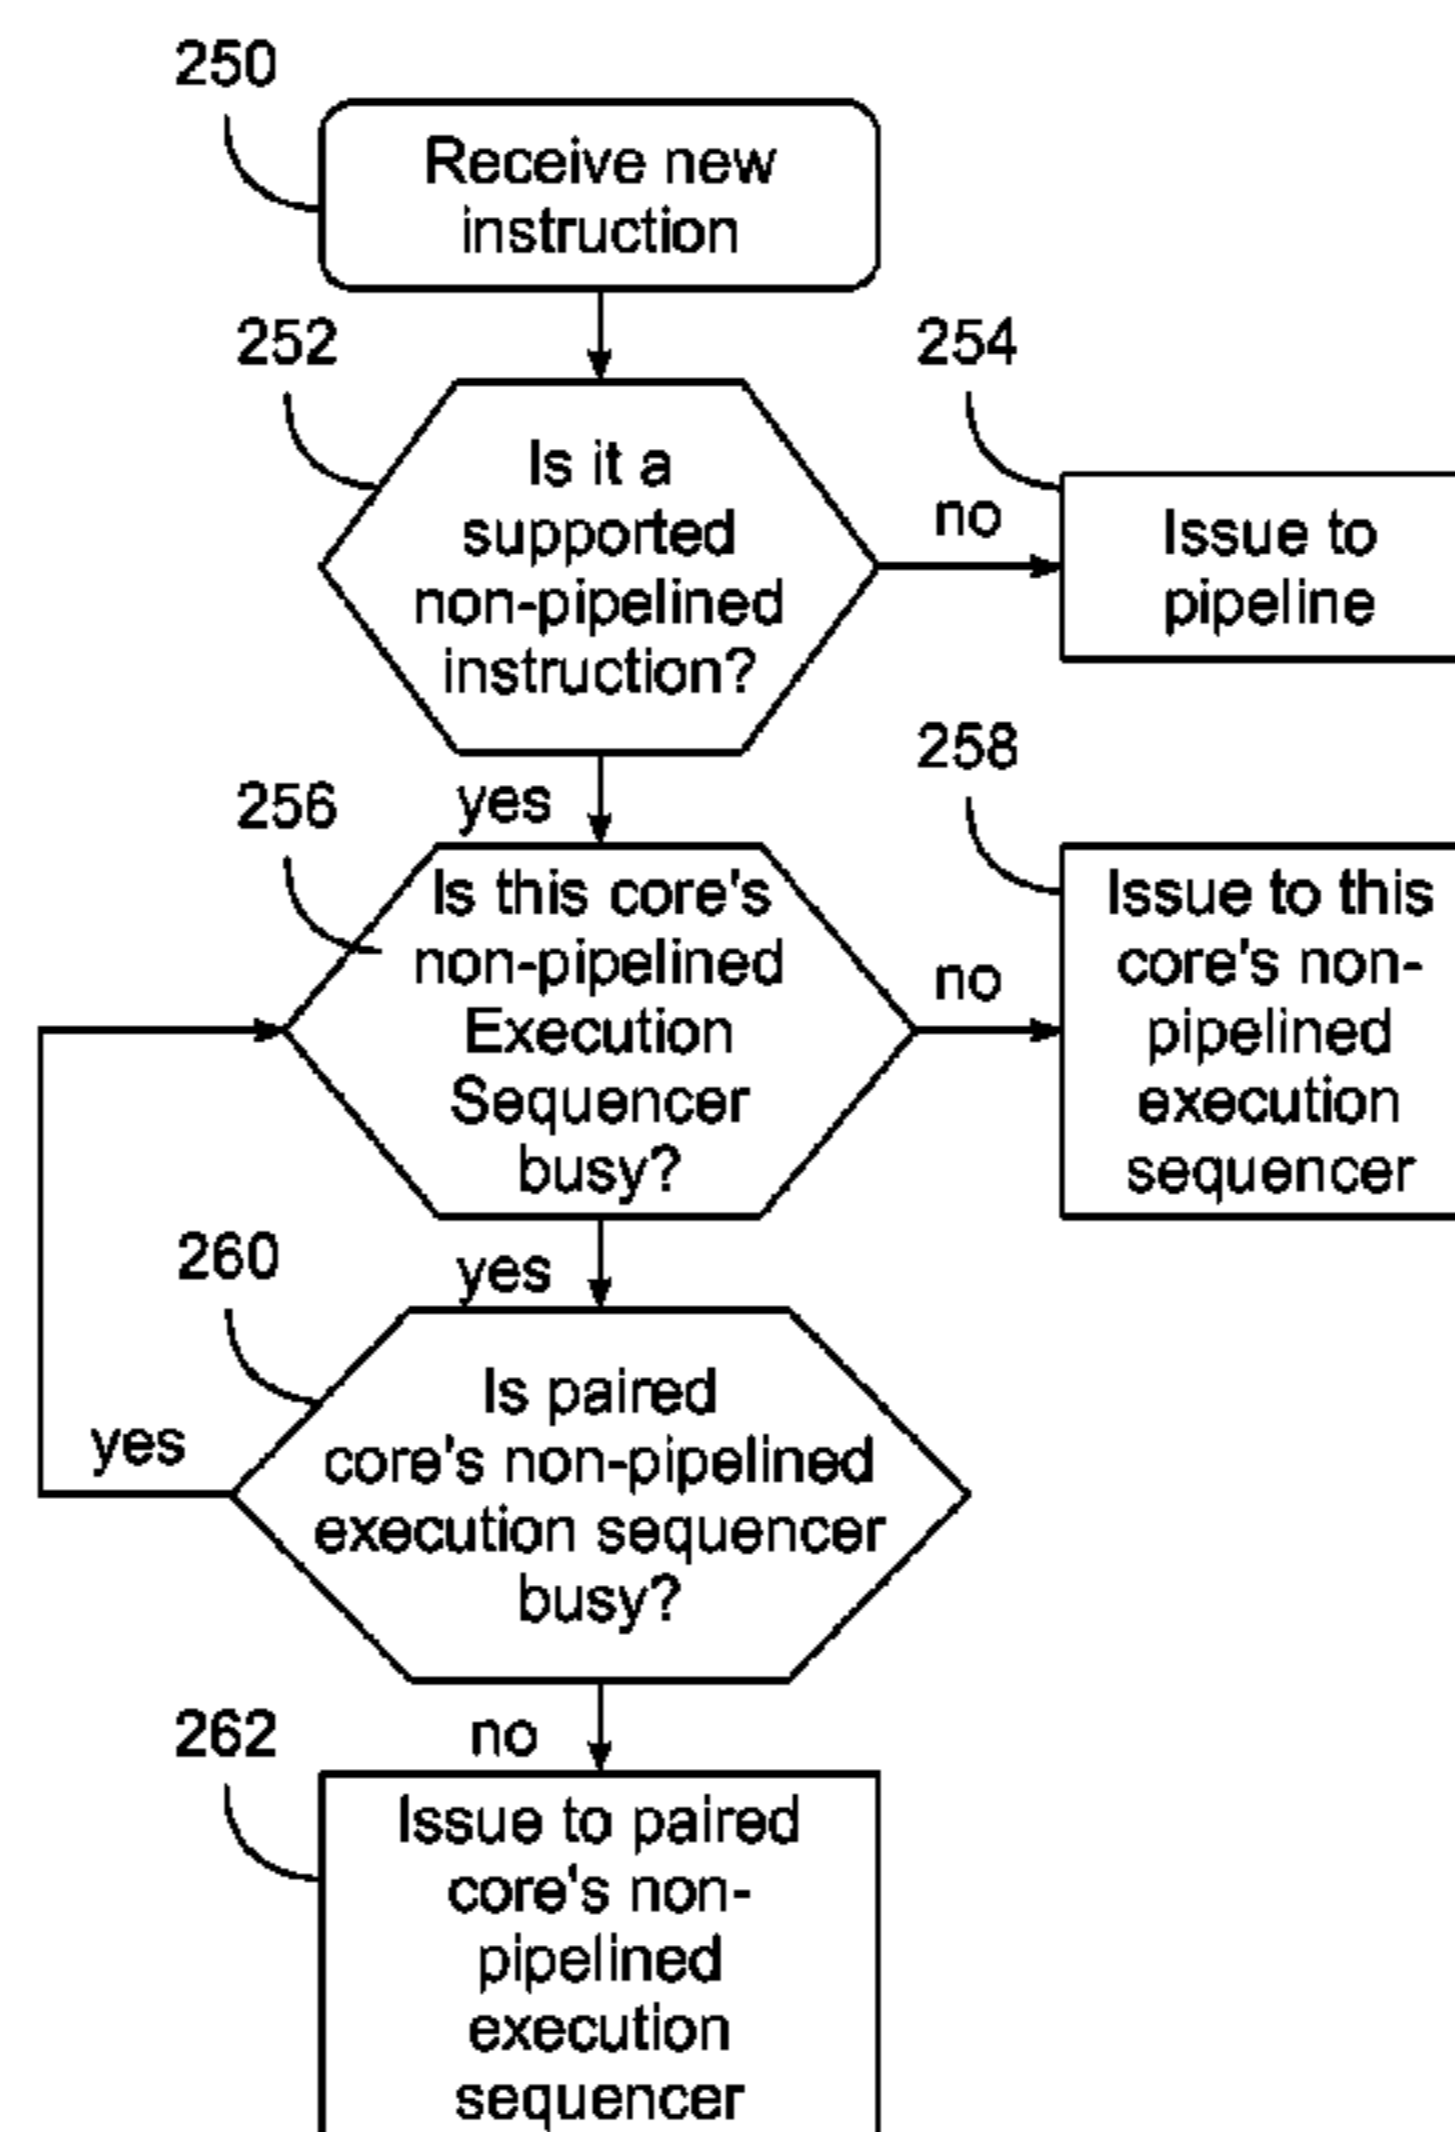 250
Receive new
instruction
252
Is it a
supported
non-pipelined
instruction?
no
254
Issue to
pipeline
yes
256
Is this core's
non-pipelined
Execution
Sequencer
busy?
no
258
Issue to this
core's non-
pipelined
execution
sequencer
yes
260
Is paired
core's non-pipelined
execution sequencer
busy?
yes
no
262
Issue to paired
core's non-
pipelined
execution
sequencer